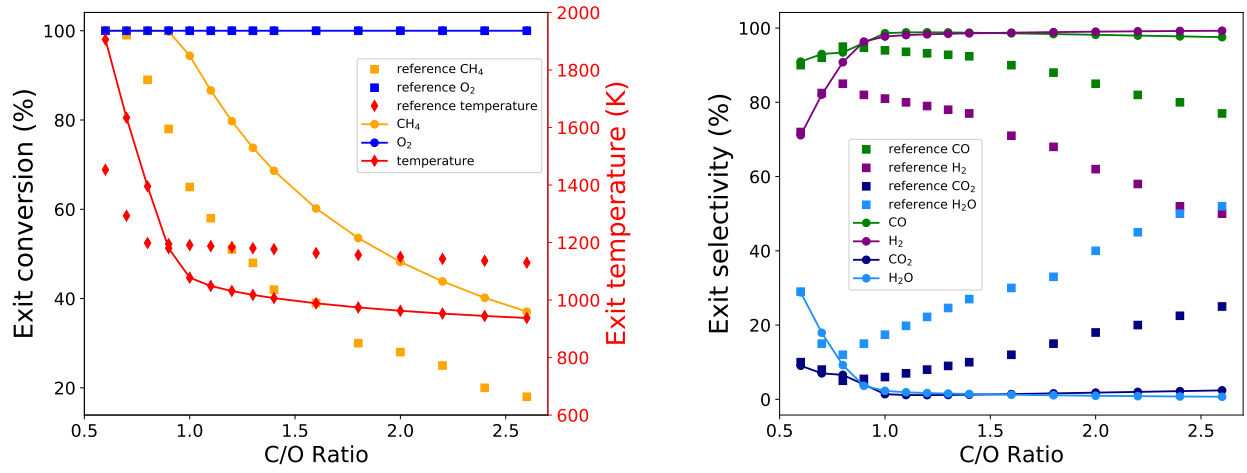 Exit conversion (%)
100
80
60
40
20
0.5
1.0
1.5
2.0
2.5
C/O Ratio
2000
1800
1600
1400
1200
1000
800
600
Exit temperature (K)
reference CH₄
reference O₂
reference temperature
CH₄
O₂
temperature
Exit selectivity (%)
100
80
60
40
20
0
0.5
1.0
1.5
2.0
2.5
C/O Ratio
reference CO
reference H₂
reference CO₂
reference H₂O
CO
H₂
CO₂
H₂O